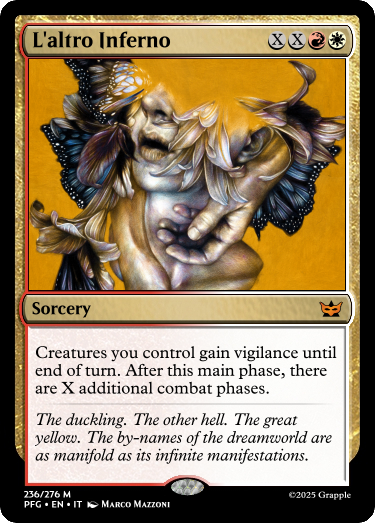 L'altro Inferno XXRW
Sorcery
Creatures you control gain vigilance until
end of turn. After this main phase, there
are X additional combat phases.
The duckling. The other hell. The great
yellow. The by-names of the dreamworld are
as manifold as its infinite manifestations.
236/276 M
PFG • EN • IT Marco Mazzoni
©2025 Grapple